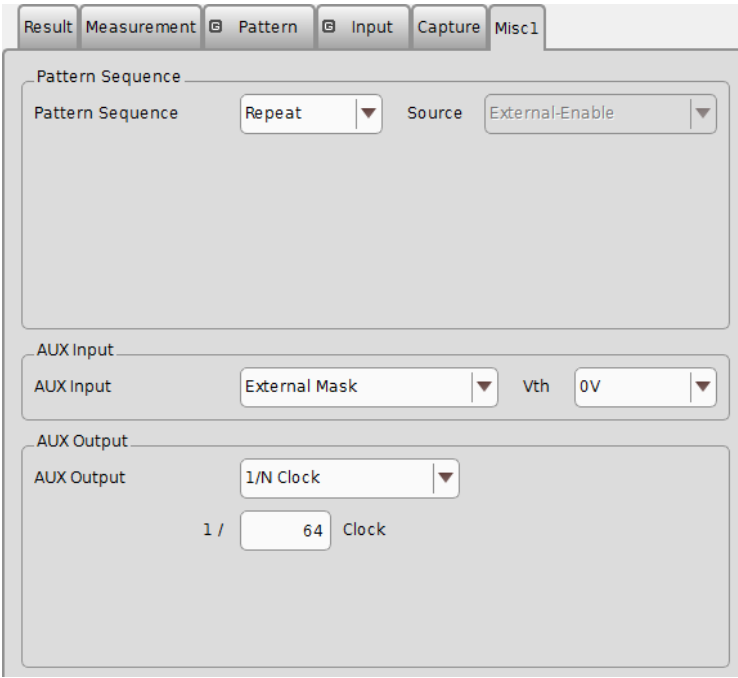 Result Measurement G Pattern G Input Capture Misc1
Pattern Sequence
Pattern Sequence Repeat Source External-Enable
AUX Input
AUX Input External Mask Vth 0V
AUX Output
AUX Output 1/N Clock
1 / 64 Clock